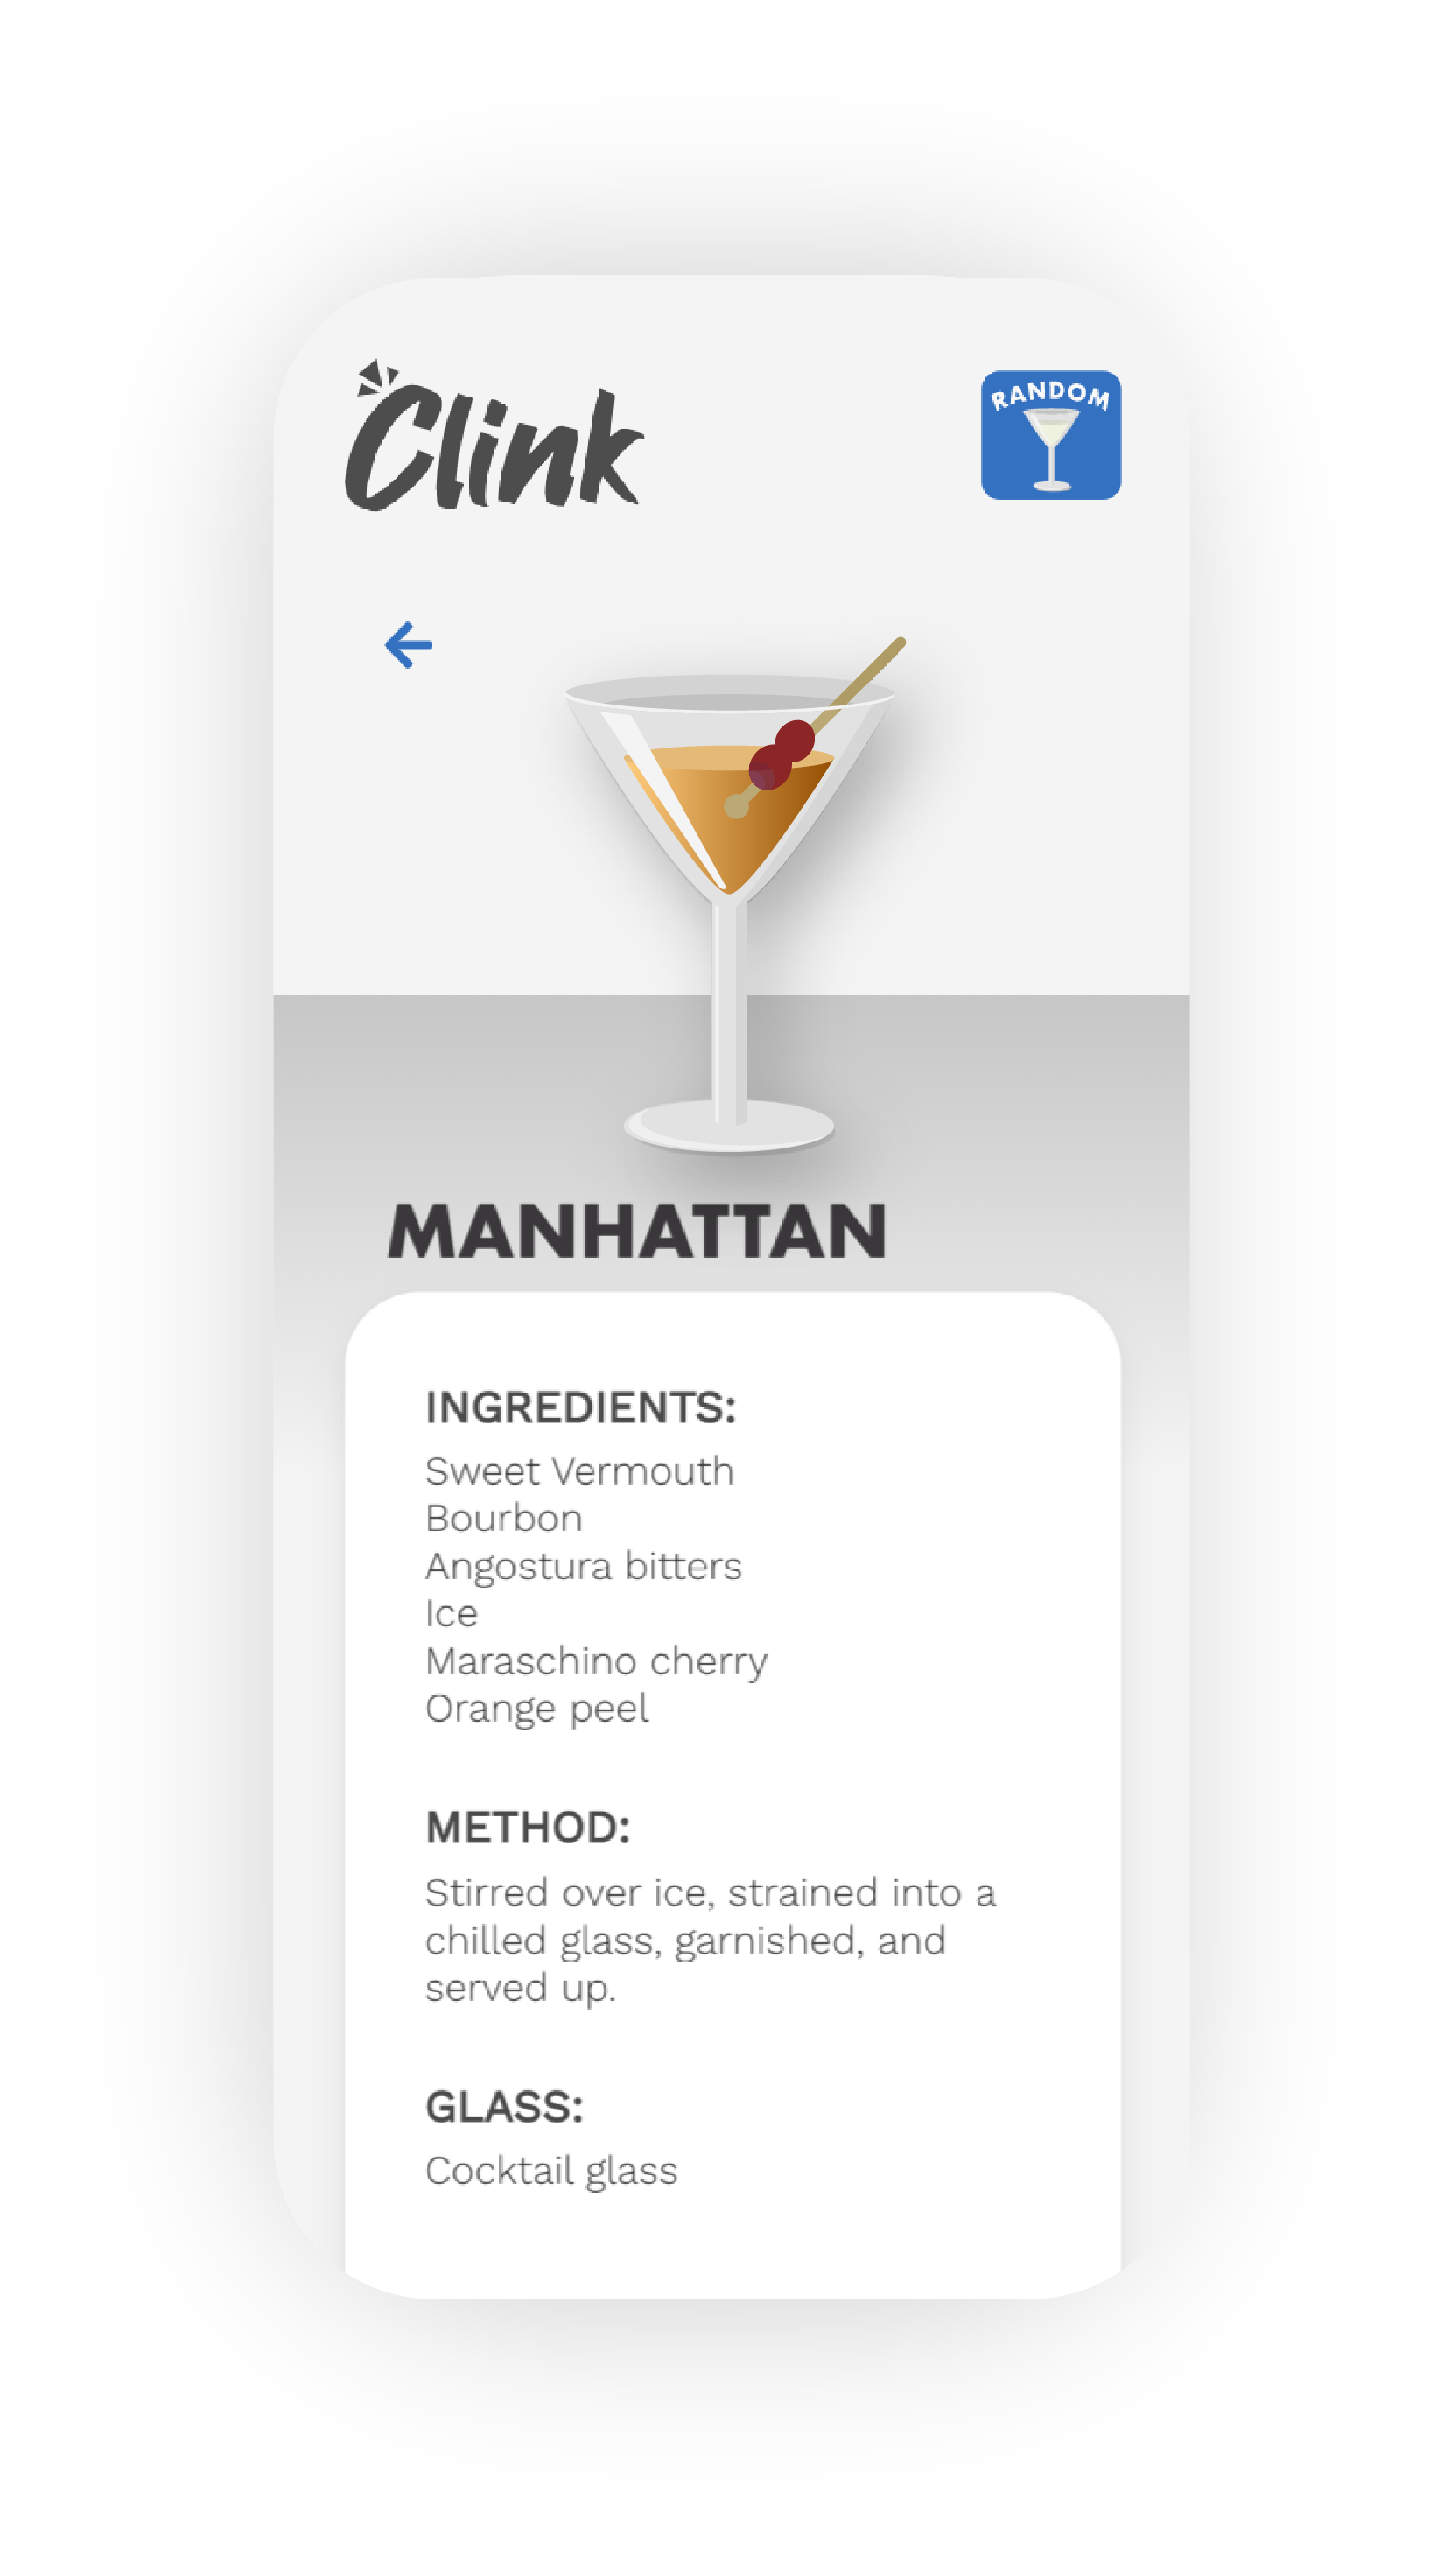 Clink
RANDOM
MANHATTAN
INGREDIENTS:
Sweet Vermouth
Bourbon
Angostura bitters
Ice
Maraschino cherry
Orange peel
METHOD:
Stirred over ice, strained into a
chilled glass, garnished, and
served up.
GLASS:
Cocktail glass